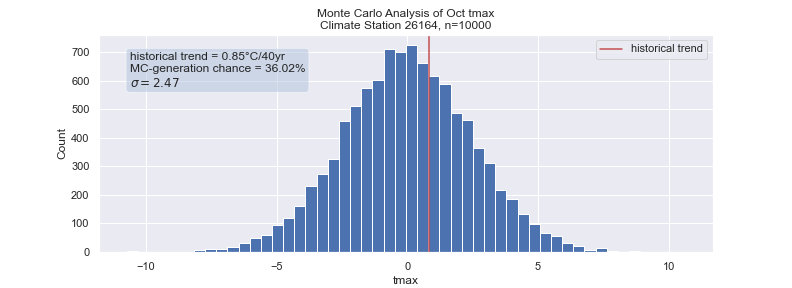 Monte Carlo Analysis of Oct tmax
Climate Station 26164, n=10000
historical trend = 0.85°C/40yr
MC-generation chance = 36.02%
σ = 2.47
historical trend
Count
700
600
500
400
300
200
100
0
−10
−5
0
5
10
tmax